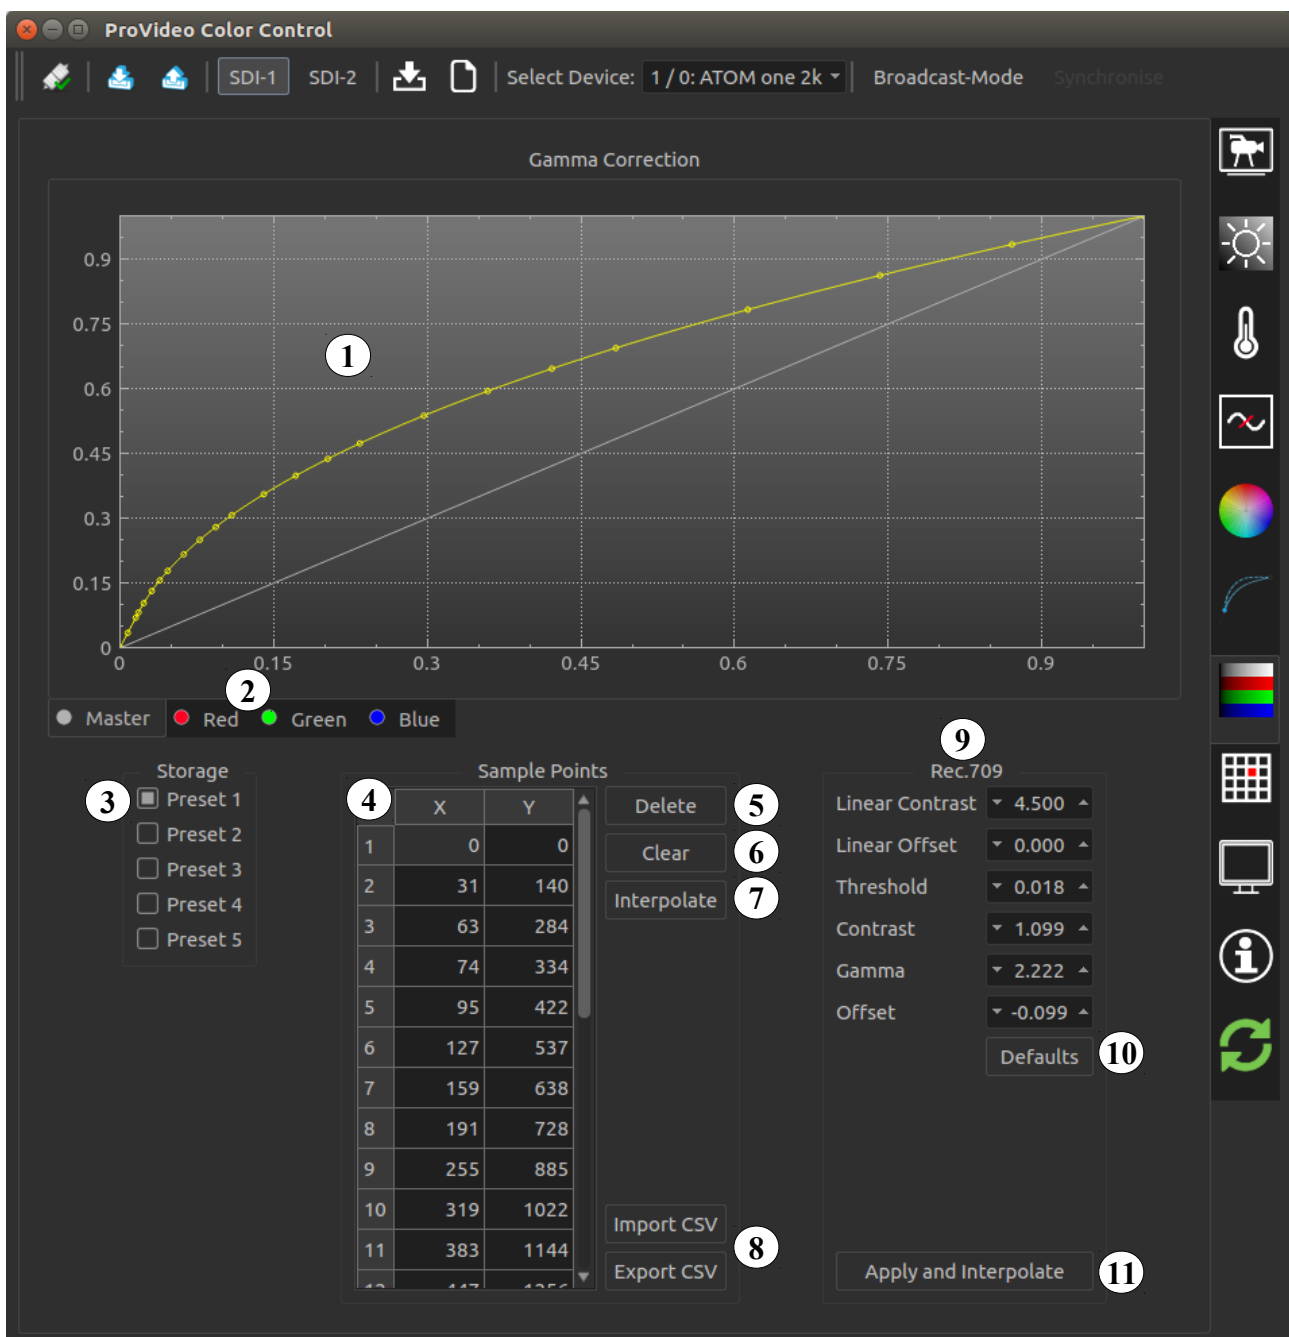 ProVideo Color Control
SDI-1 SDI-2 Select Device: 1 / 0: ATOM one 2k Broadcast-Mode Synchronise
Gamma Correction
0.9
0.75
1
0.6
0.45
0.3
0.15
0
0 0.15 0.3 0.45 0.6 0.75 0.9
2
Master Red Green Blue
9
Storage Sample Points Rec.709
3 Preset 1 4 X Y Delete 5 Linear Contrast 4.500
Preset 2 1 0 0 Clear 6 Linear Offset 0.000
Preset 3 2 31 140 Interpolate 7 Threshold 0.018
Preset 4 3 63 284 Contrast 1.099
Preset 5 4 74 334 Gamma 2.222
5 95 422 Offset -0.099
6 127 537 Defaults 10
7 159 638
8 191 728
9 255 885
10 319 1022 Import CSV
11 383 1144 8
Export CSV Apply and Interpolate 11